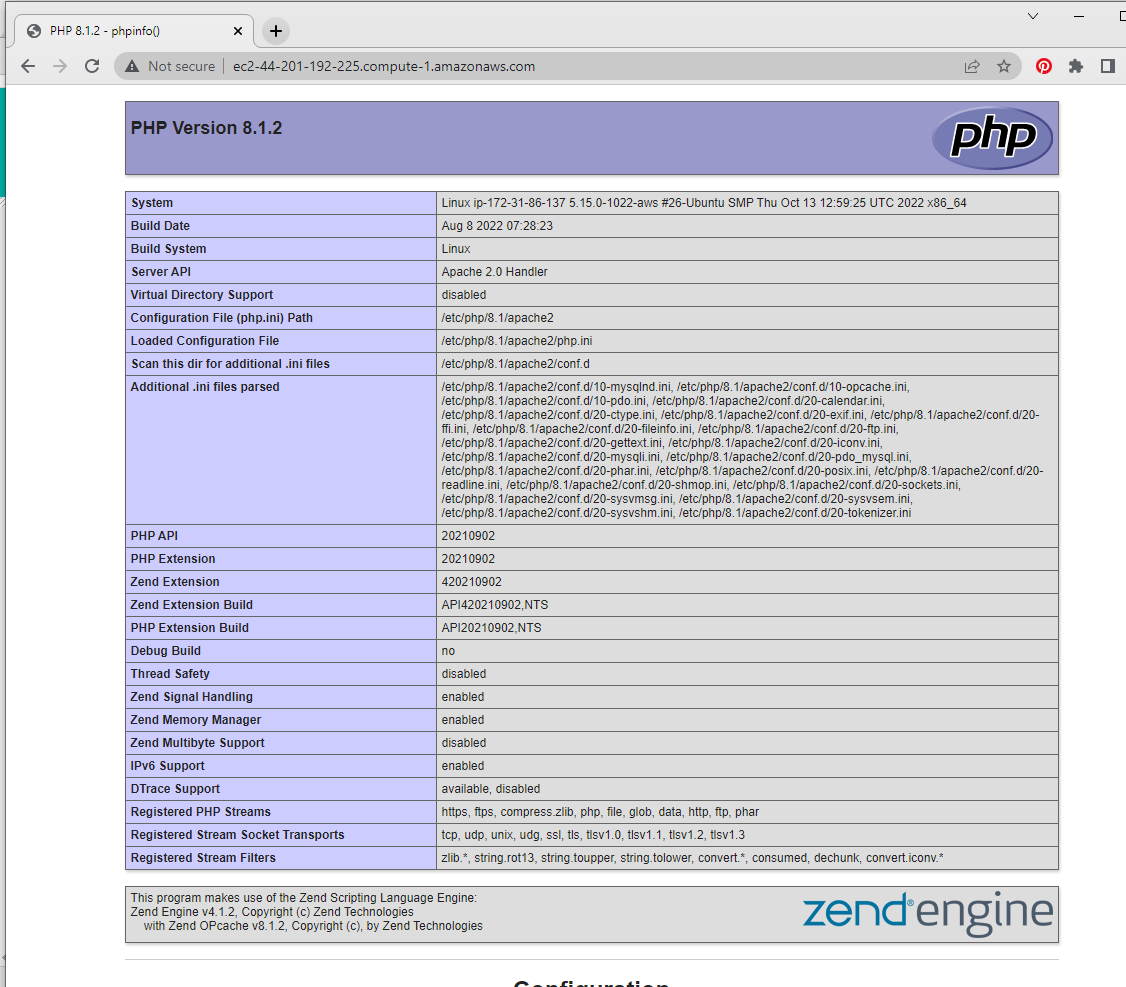 PHP 8.1.2 - phpinfo()
Not secure | ec2-44-201-192-225.compute-1.amazonaws.com
PHP Version 8.1.2
php
System Linux ip-172-31-86-137 5.15.0-1022-aws #26-Ubuntu SMP Thu Oct 13 12:59:25 UTC 2022 x86_64
Build Date Aug 8 2022 07:28:23
Build System Linux
Server API Apache 2.0 Handler
Virtual Directory Support disabled
Configuration File (php.ini) Path /etc/php/8.1/apache2
Loaded Configuration File /etc/php/8.1/apache2/php.ini
Scan this dir for additional .ini files /etc/php/8.1/apache2/conf.d
Additional .ini files parsed /etc/php/8.1/apache2/conf.d/10-mysqlnd.ini, /etc/php/8.1/apache2/conf.d/10-opcache.ini,
/etc/php/8.1/apache2/conf.d/10-pdo.ini, /etc/php/8.1/apache2/conf.d/20-calendar.ini,
/etc/php/8.1/apache2/conf.d/20-ctype.ini, /etc/php/8.1/apache2/conf.d/20-exif.ini, /etc/php/8.1/apache2/conf.d/20-
ffi.ini, /etc/php/8.1/apache2/conf.d/20-fileinfo.ini, /etc/php/8.1/apache2/conf.d/20-ftp.ini,
/etc/php/8.1/apache2/conf.d/20-gettext.ini, /etc/php/8.1/apache2/conf.d/20-iconv.ini,
/etc/php/8.1/apache2/conf.d/20-mysqli.ini, /etc/php/8.1/apache2/conf.d/20-pdo_mysql.ini,
/etc/php/8.1/apache2/conf.d/20-phar.ini, /etc/php/8.1/apache2/conf.d/20-posix.ini, /etc/php/8.1/apache2/conf.d/20-
readline.ini, /etc/php/8.1/apache2/conf.d/20-shmop.ini, /etc/php/8.1/apache2/conf.d/20-sockets.ini,
/etc/php/8.1/apache2/conf.d/20-sysvmsg.ini, /etc/php/8.1/apache2/conf.d/20-sysvsem.ini,
/etc/php/8.1/apache2/conf.d/20-sysvshm.ini, /etc/php/8.1/apache2/conf.d/20-tokenizer.ini
PHP API 20210902
PHP Extension 20210902
Zend Extension 420210902
Zend Extension Build API420210902,NTS
PHP Extension Build API20210902,NTS
Debug Build no
Thread Safety disabled
Zend Signal Handling enabled
Zend Memory Manager enabled
Zend Multibyte Support disabled
IPv6 Support enabled
DTrace Support available, disabled
Registered PHP Streams https, ftps, compress.zlib, php, file, glob, data, http, ftp, phar
Registered Stream Socket Transports tcp, udp, unix, udg, ssl, tls, tlsv1.0, tlsv1.1, tlsv1.2, tlsv1.3
Registered Stream Filters zlib.*, string.rot13, string.toupper, string.tolower, convert.*, consumed, dechunk, convert.iconv.*
This program makes use of the Zend Scripting Language Engine:
Zend Engine v4.1.2, Copyright (c) Zend Technologies
with Zend OPcache v8.1.2, Copyright (c), by Zend Technologies
zend® engine
Configuration